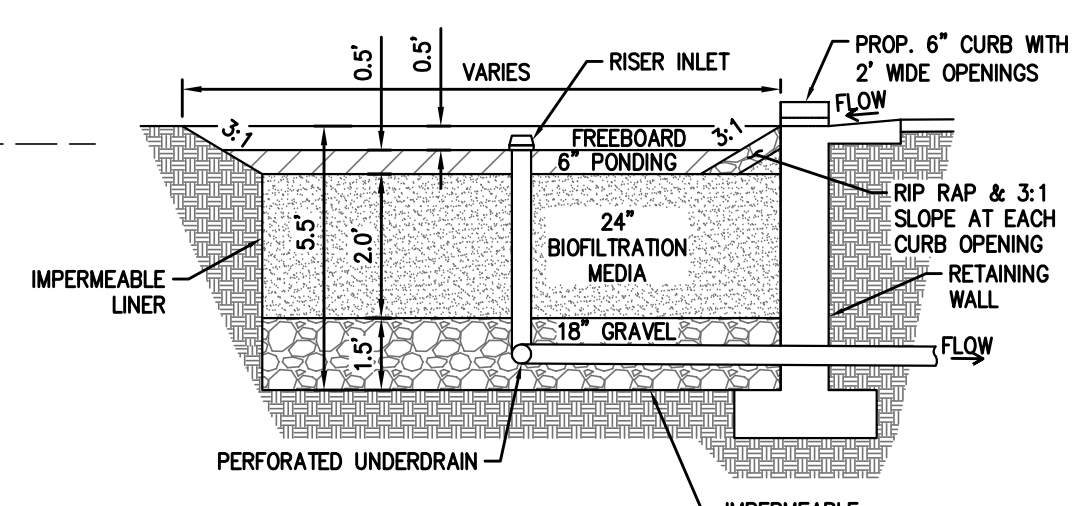 0.5'
0.5'
VARIES
RISER INLET
PROP. 6" CURB WITH
2' WIDE OPENINGS
FLOW
3:1
FREEBOARD
3:1
6" PONDING
RIP RAP & 3:1
SLOPE AT EACH
CURB OPENING
24"
BIOFILTRATION
MEDIA
5.5'
2.0'
IMPERMEABLE
LINER
RETAINING
WALL
18" GRAVEL
1.5'
FLOW
PERFORATED UNDERDRAIN
IMPERMEABLE